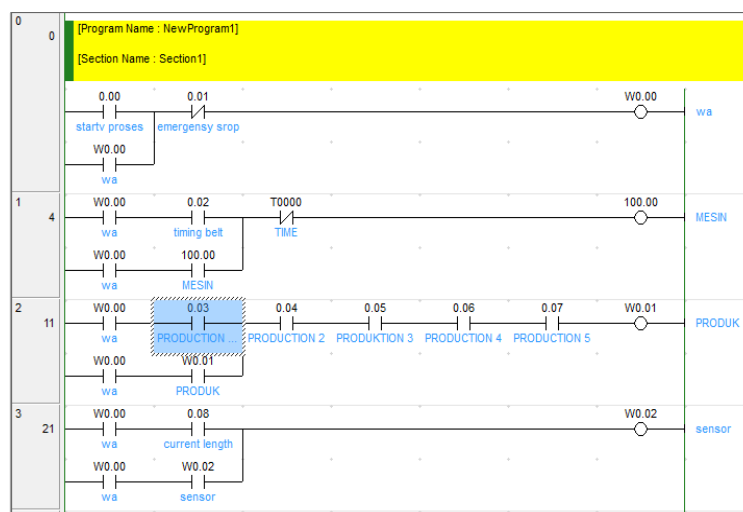 0
0
[Program Name : NewProgram1]
[Section Name : Section1]
0.00 0.01 W0.00
startv proses emergensy srop wa
W0.00
wa
1
4
W0.00 0.02 T0000 100.00
wa timing belt TIME MESIN
W0.00 100.00
wa MESIN
2
11
W0.00 0.03 0.04 0.05 0.06 0.07 W0.01
wa PRODUCTION ... PRODUCTION 2 PRODUKTION 3 PRODUCTION 4 PRODUCTION 5 PRODUK
W0.00 W0.01
wa PRODUK
3
21
W0.00 0.08 W0.02
wa current length sensor
W0.00 W0.02
wa sensor